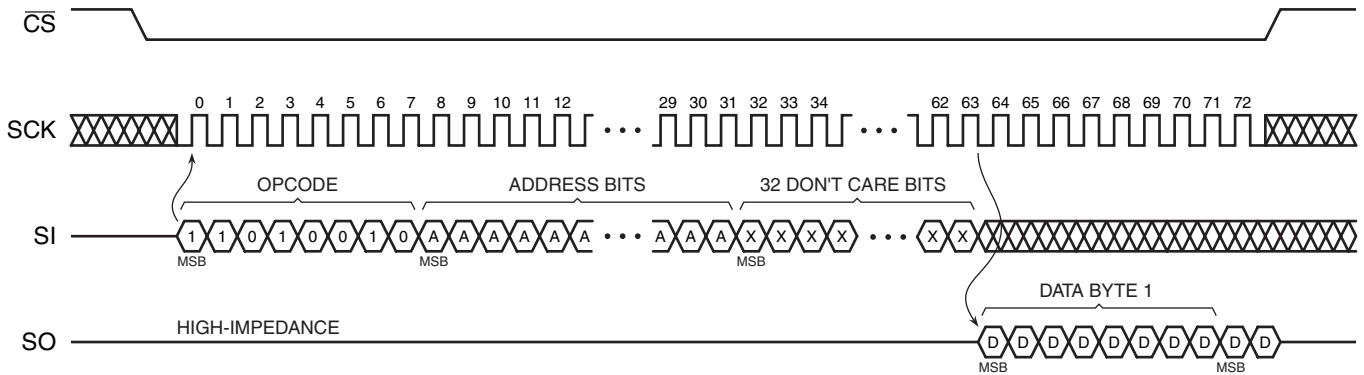 CS
0 1 2 3 4 5 6 7 8 9 10 11 12 29 30 31 32 33 34 62 63 64 65 66 67 68 69 70 71 72
SCK
OPCODE ADDRESS BITS 32 DON'T CARE BITS
SI 1 1 0 1 0 0 1 0 A A A A A A A A A X X X X X X
MSB MSB MSB
DATA BYTE 1
HIGH-IMPEDANCE
SO D D D D D D D D D D
MSB MSB